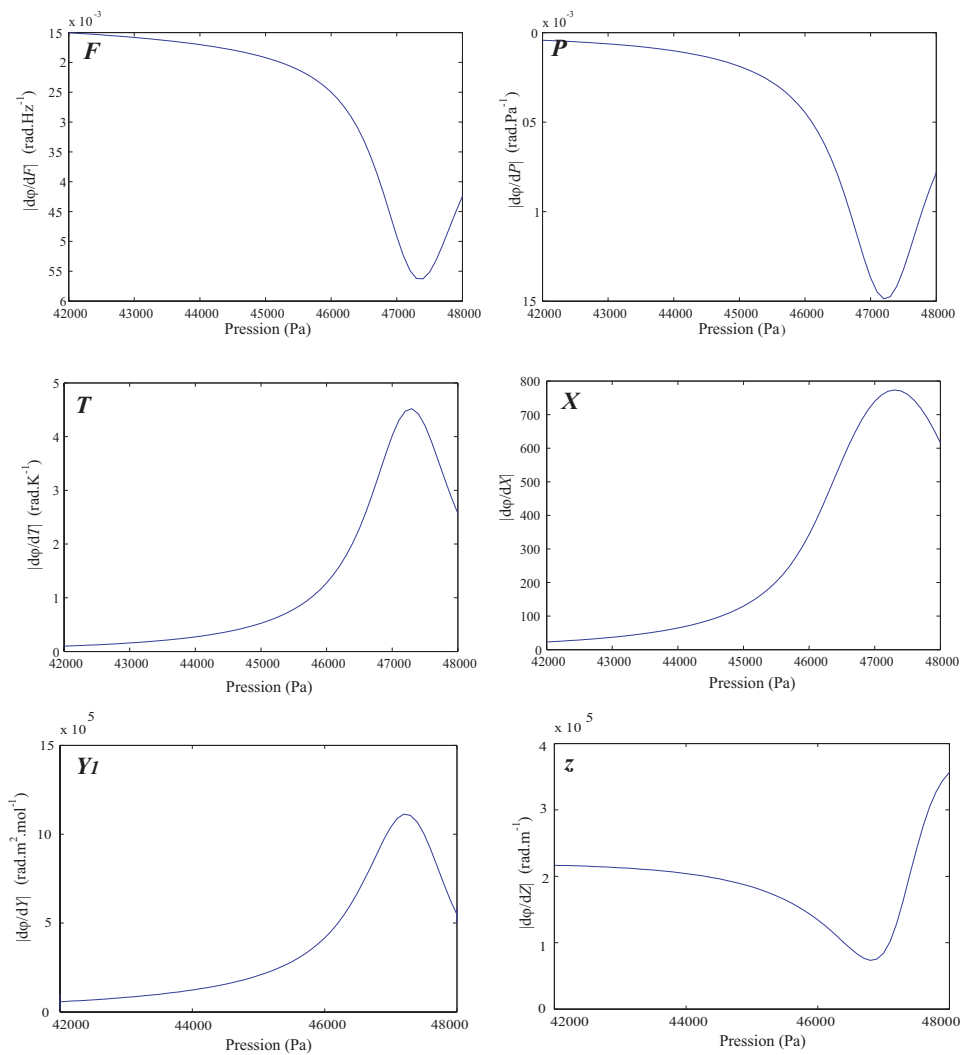 x 10⁻³
F
15
2
25
3
35
4
45
5
55
6
|dφ/dF| (rad.Hz⁻¹)
42000 43000 44000 45000 46000 47000 48000
Pression (Pa)
x 10⁻³
P
0
05
1
15
|dφ/dP| (rad.Pa⁻¹)
42000 43000 44000 45000 46000 47000 48000
Pression (Pa)
T
5
4
3
2
1
0
|dφ/dT| (rad.K⁻¹)
42000 43000 44000 45000 46000 47000 48000
Pression (Pa)
X
800
700
600
500
400
300
200
100
0
|dφ/dX|
42000 43000 44000 45000 46000 47000 48000
Pression (Pa)
x 10⁵
Y1
15
10
5
0
|dφ/dY| (rad.m².mol⁻¹)
42000 44000 46000 48000
Pression (Pa)
x 10⁵
z
4
3
2
1
0
|dφ/dZ| (rad.m⁻¹)
42000 44000 46000 48000
Pression (Pa)